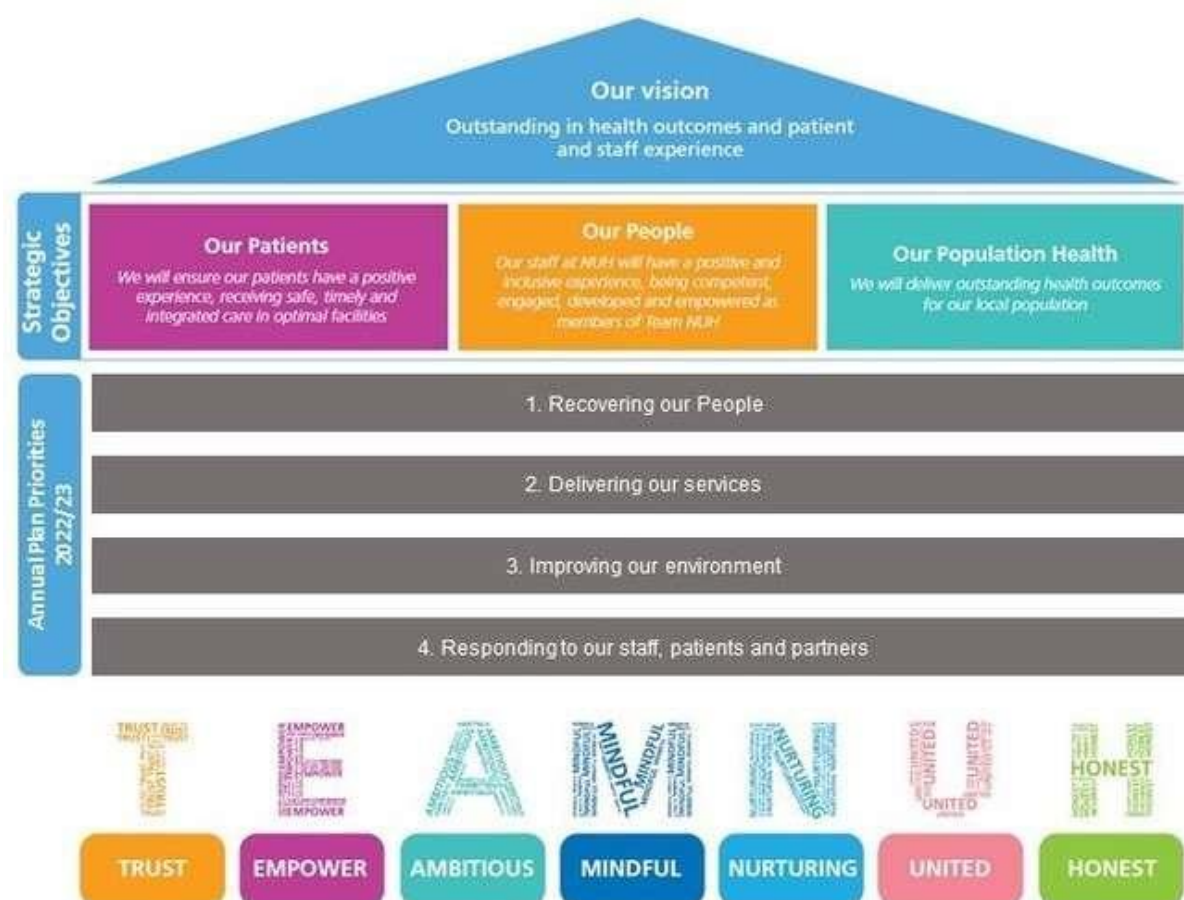 Our vision
Outstanding in health outcomes and patient
and staff experience
Strategic
Objectives
Our Patients
We will ensure our patients have a positive
experience, receiving safe, timely and
integrated care in optimal facilities
Our People
Our staff at NUH will have a positive and
inclusive experience, being competent,
engaged, developed and empowered as
members of Team NUH
Our Population Health
We will deliver outstanding health outcomes
for our local population
Annual Plan Priorities
2022/23
1. Recovering our People
2. Delivering our services
3. Improving our environment
4. Responding to our staff, patients and partners
T E A M N U H
TRUST
EMPOWER
AMBITIOUS
MINDFUL
NURTURING
UNITED
HONEST